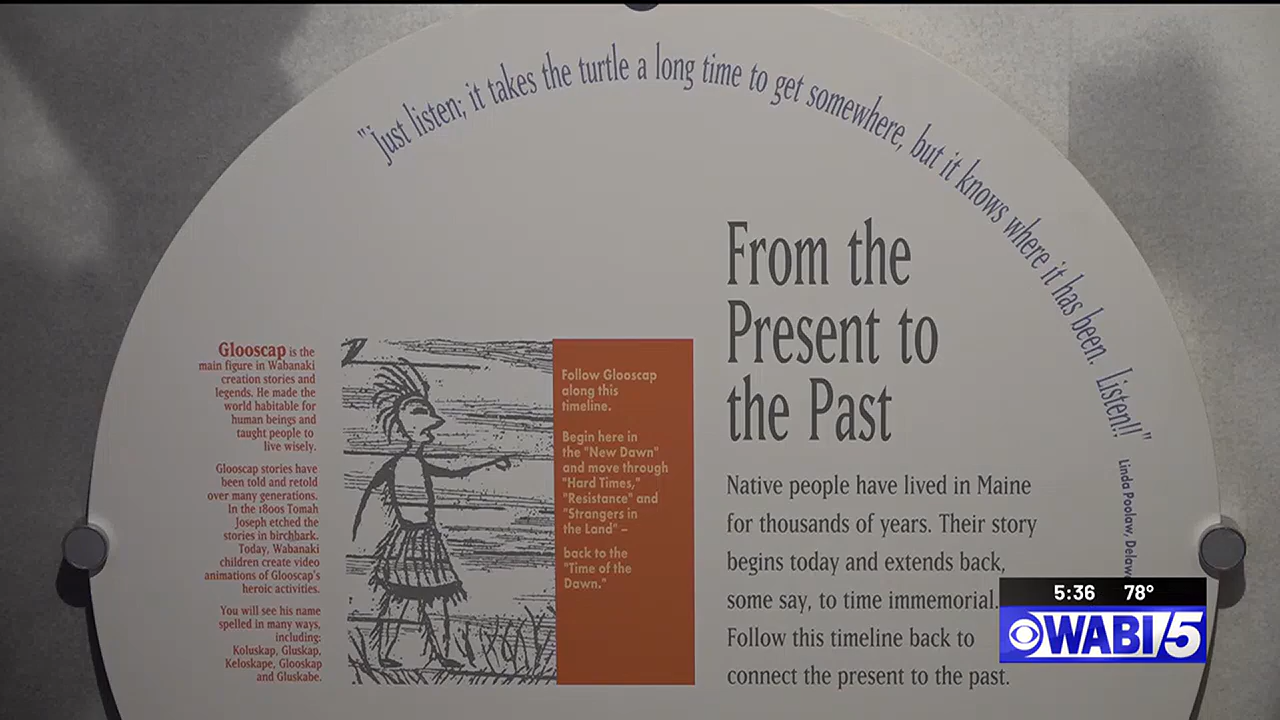 "Just listen; it takes the turtle a long time to get somewhere, but it knows where it has been. Listen!!"
Linda Poolaw,
From the
Present to
the Past
Native people have lived in Maine
for thousands of years. Their story
begins today and extends back,
some say, to time immemorial.
Follow this timeline back to
connect the present to the past.
Glooscap is the
main figure in Wabanaki
creation stories and
legends. He made the
world habitable for
human beings and
taught people to
live wisely.
Glooscap stories have
been told and retold
over many generations.
In the 1800s Tomah
Joseph etched the
stories in birchbark.
Today, Wabanaki
children create video
animations of Glooscap's
heroic activities.
You will see his name
spelled in many ways,
including:
Koluskap, Gluskap,
Keloskape, Glooskap
and Gluskabe.
Follow Glooscap
along this
timeline.
Begin here in
the "New Dawn"
and move through
"Hard Times,"
"Resistance" and
"Strangers in
the Land" –
back to the
"Time of the
Dawn."
5:36 78°
WABI 5